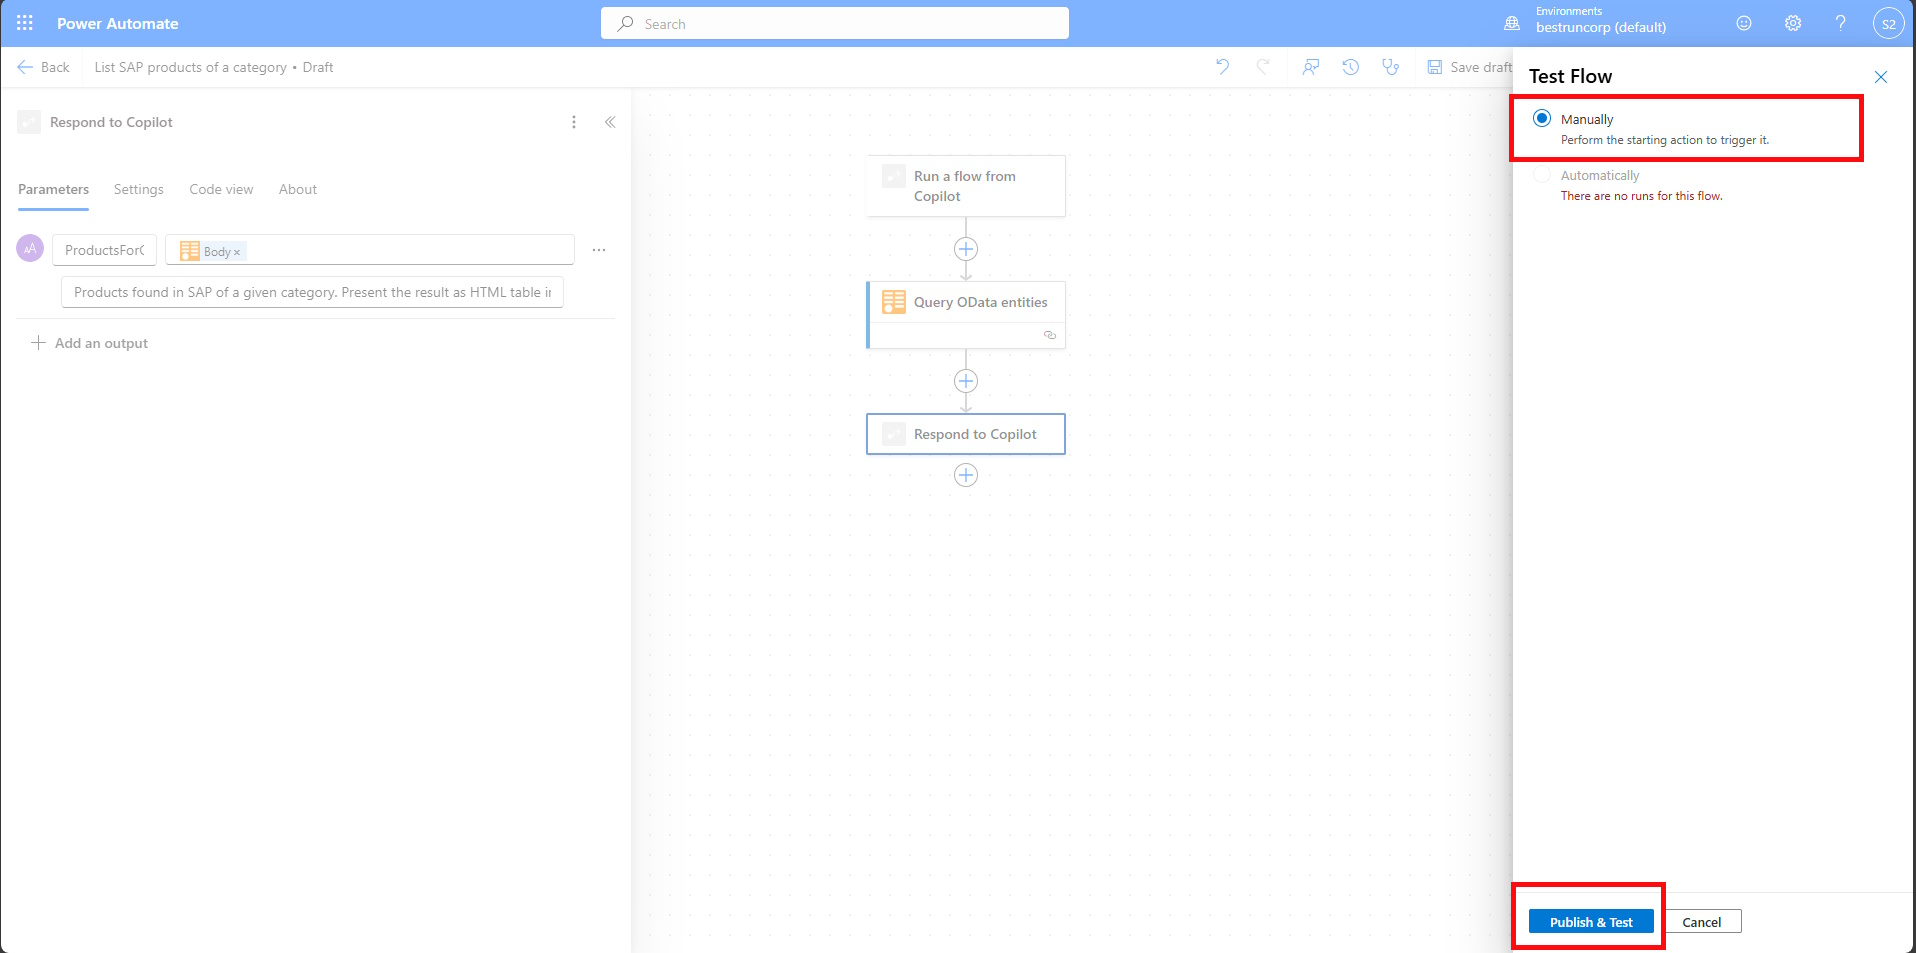 Power Automate
Search
Environments
bestruncorp (default)
S2
Back
List SAP products of a category • Draft
Save draft
Test Flow
Manually
Perform the starting action to trigger it.
Automatically
There are no runs for this flow.
Respond to Copilot
Parameters
Settings
Code view
About
AA
ProductsForC
Body ×
...
Products found in SAP of a given category. Present the result as HTML table in
Add an output
Run a flow from
Copilot
Query OData entities
Respond to Copilot
Publish & Test
Cancel